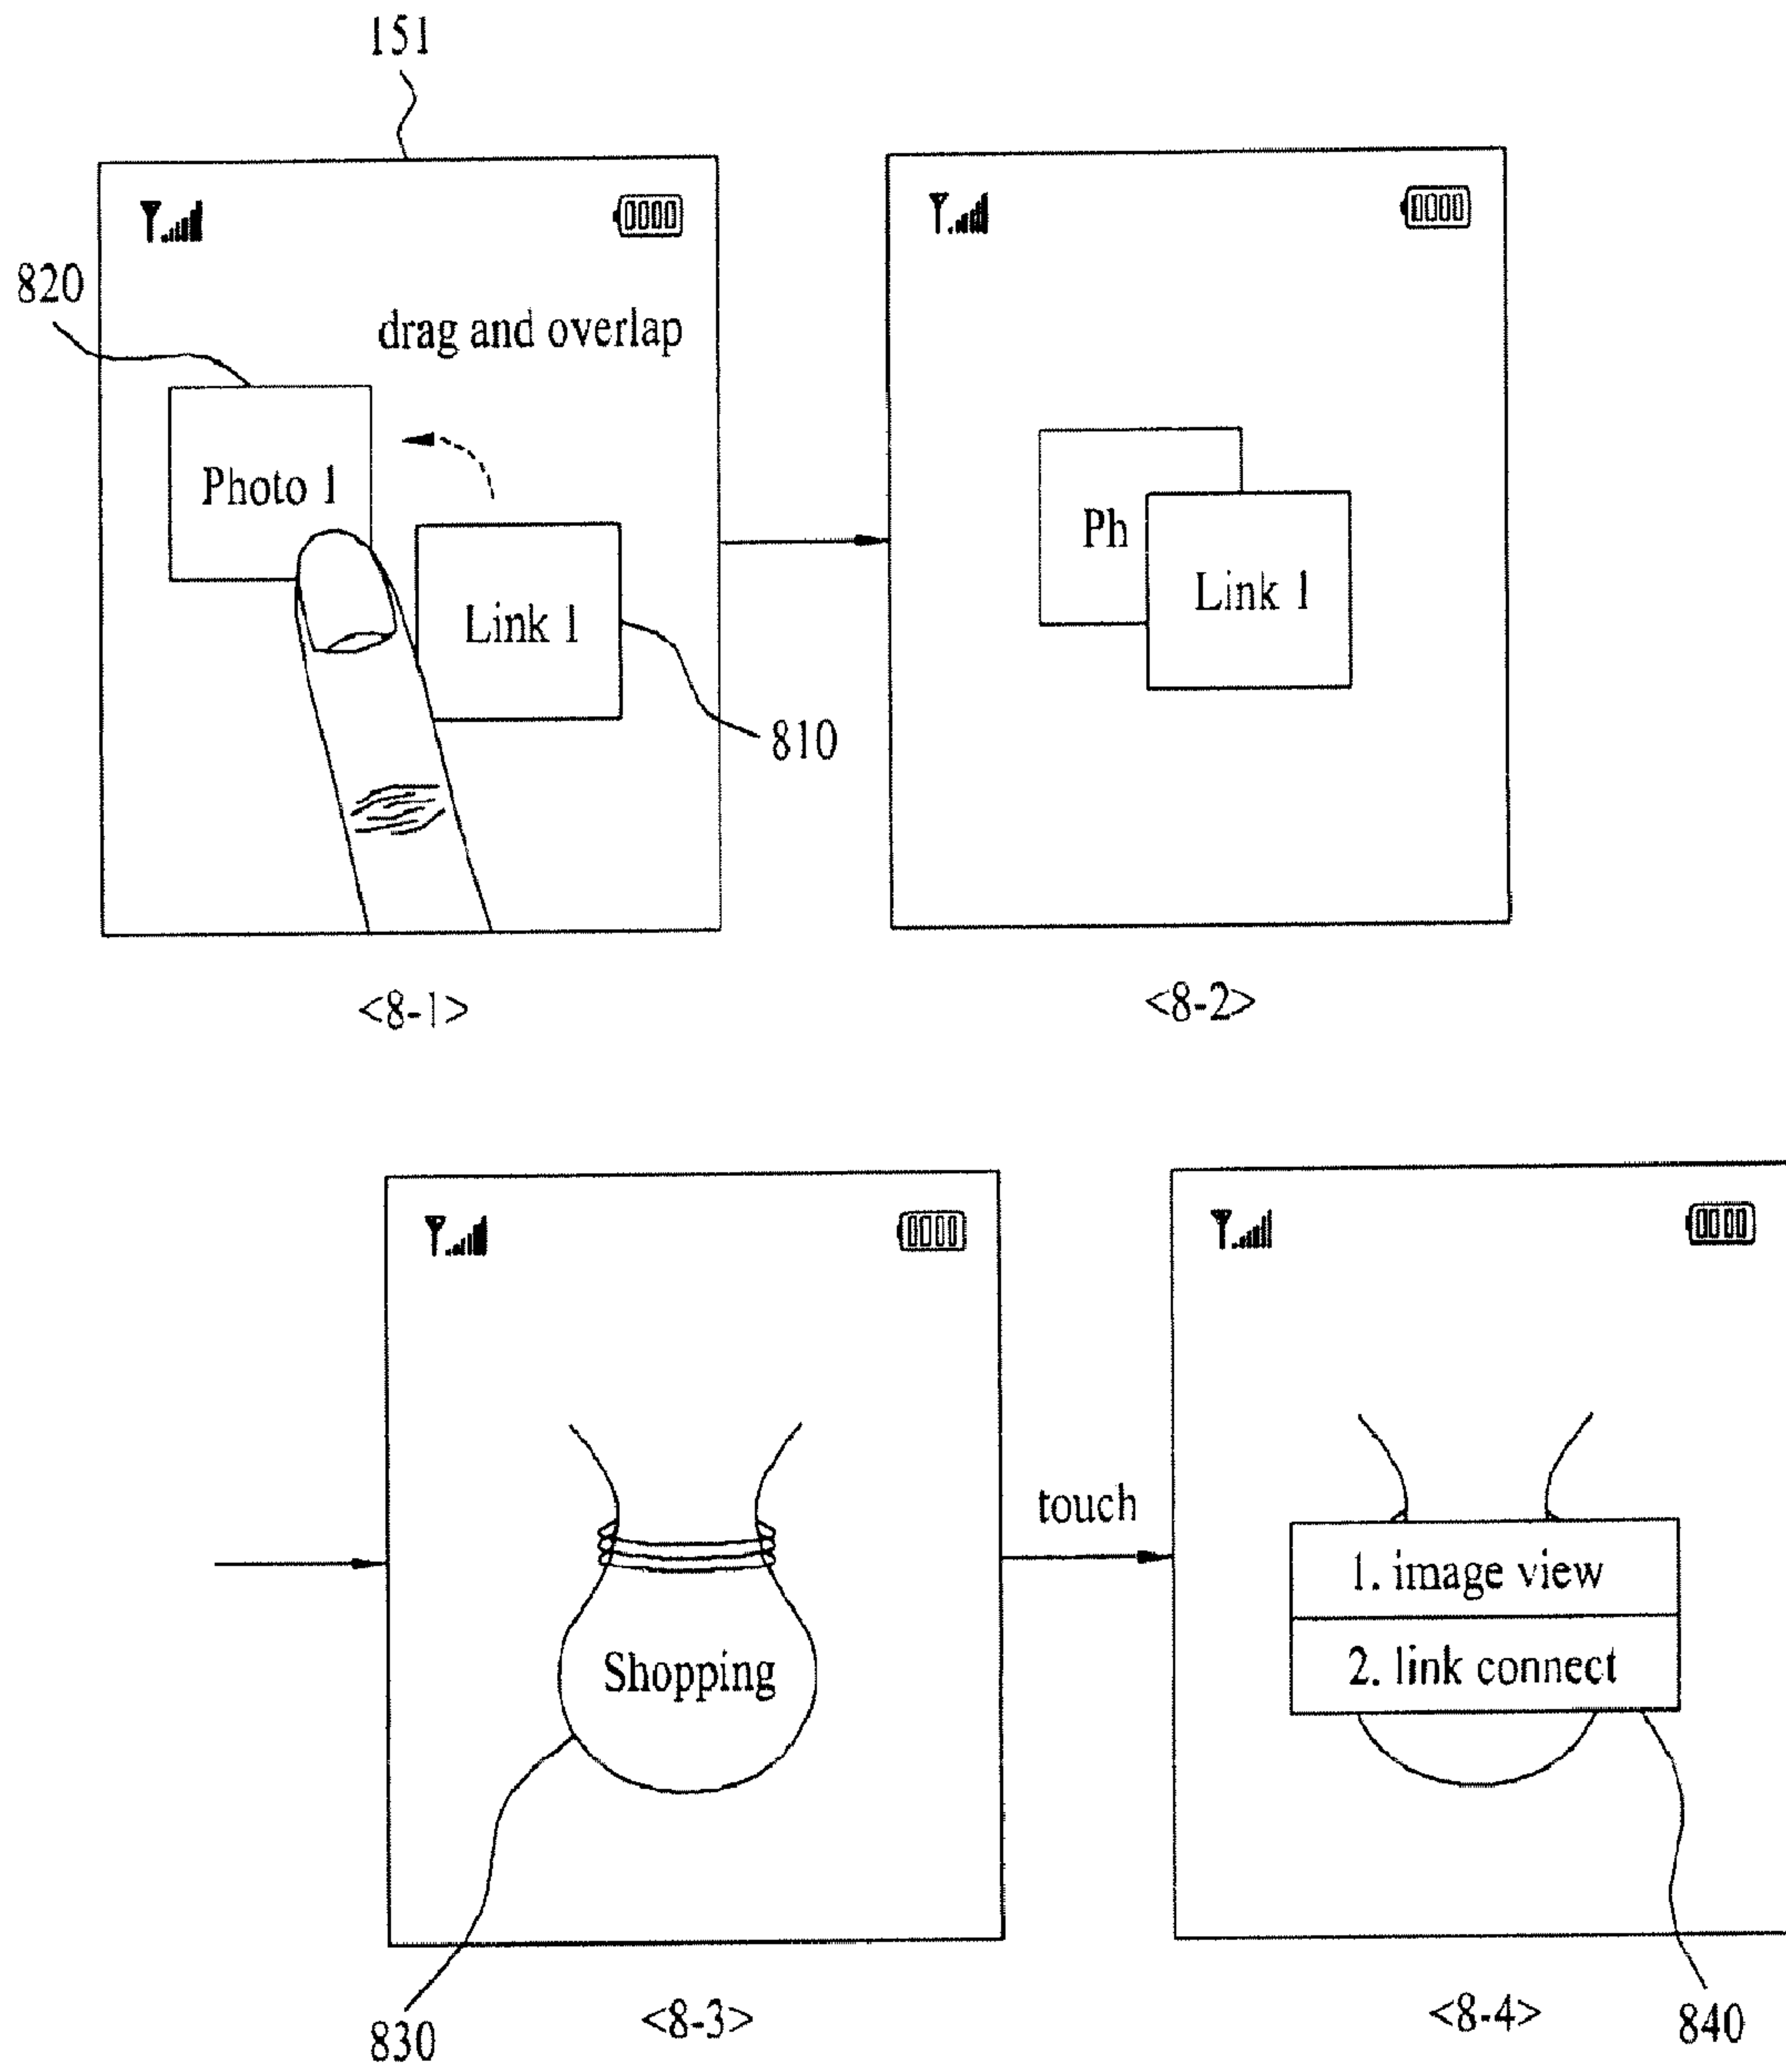 151
820
drag and overlap
Photo 1
Link 1
810
Ph
Link 1
<8-1>
<8-2>
touch
Shopping
1. image view
2. link connect
830
<8-3>
<8-4>
840